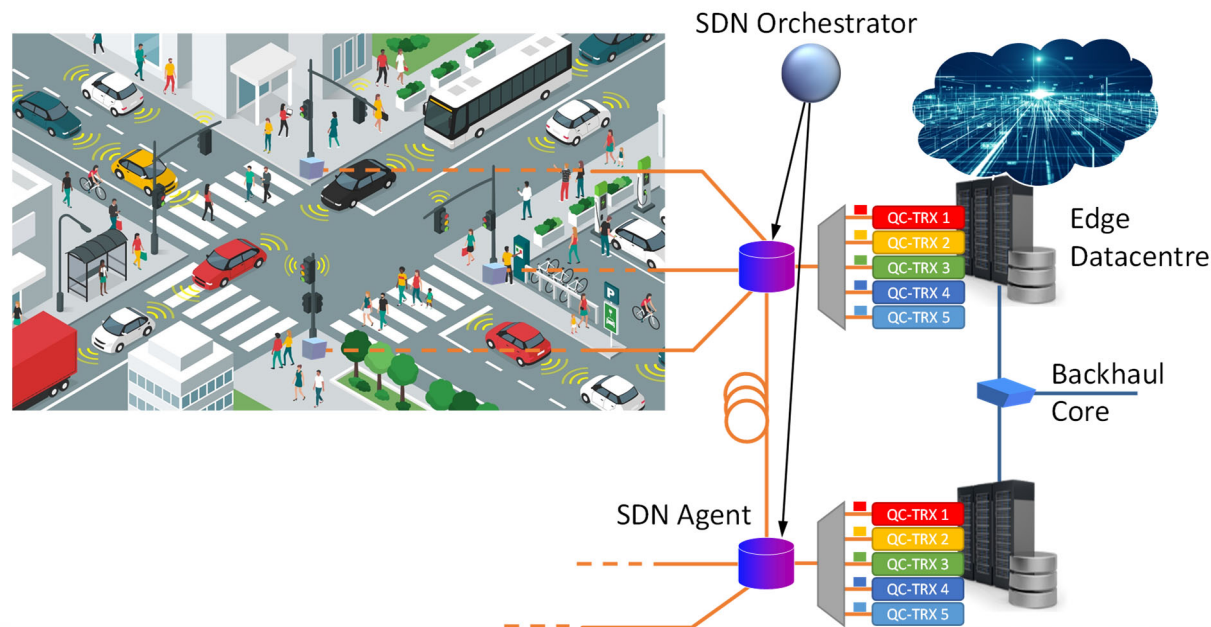 SDN Orchestrator
QC-TRX 1
QC-TRX 2
QC-TRX 3
QC-TRX 4
QC-TRX 5
Edge
Datacentre
P
Backhaul
Core
SDN Agent
QC-TRX 1
QC-TRX 2
QC-TRX 3
QC-TRX 4
QC-TRX 5